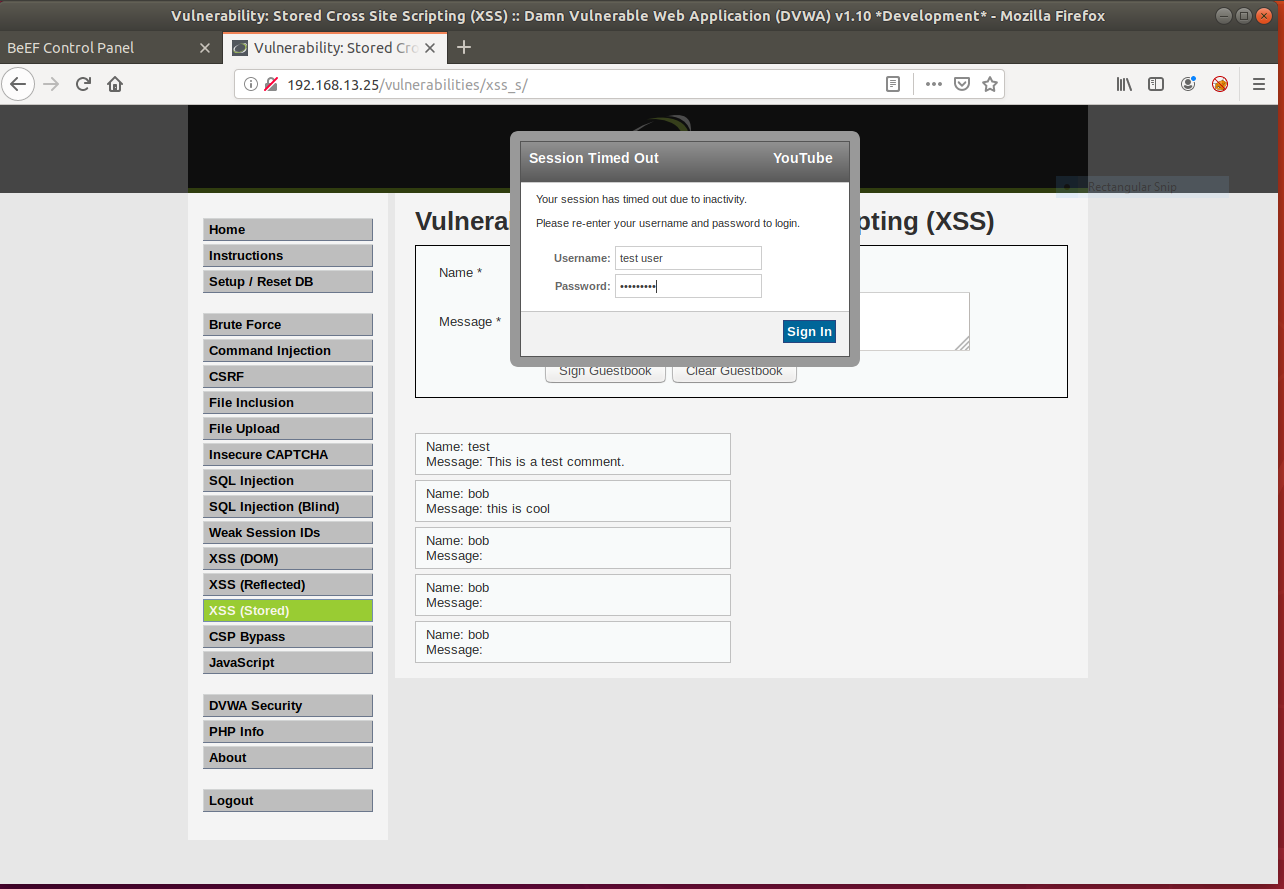 Vulnerability: Stored Cross Site Scripting (XSS) :: Damn Vulnerable Web Application (DVWA) v1.10 *Development* - Mozilla Firefox
BeEF Control Panel
Vulnerability: Stored Cro
192.168.13.25/vulnerabilities/xss_s/
Rectangular Snip
Session Timed Out YouTube
Your session has timed out due to inactivity.
Please re-enter your username and password to login.
Username: test user
Password: •••••••••
Sign In
Home
Instructions
Setup / Reset DB
Brute Force
Command Injection
CSRF
File Inclusion
File Upload
Insecure CAPTCHA
SQL Injection
SQL Injection (Blind)
Weak Session IDs
XSS (DOM)
XSS (Reflected)
XSS (Stored)
CSP Bypass
JavaScript
DVWA Security
PHP Info
About
Logout
Vulnera pting (XSS)
Name *
Message *
Sign Guestbook Clear Guestbook
Name: test
Message: This is a test comment.
Name: bob
Message: this is cool
Name: bob
Message:
Name: bob
Message:
Name: bob
Message: